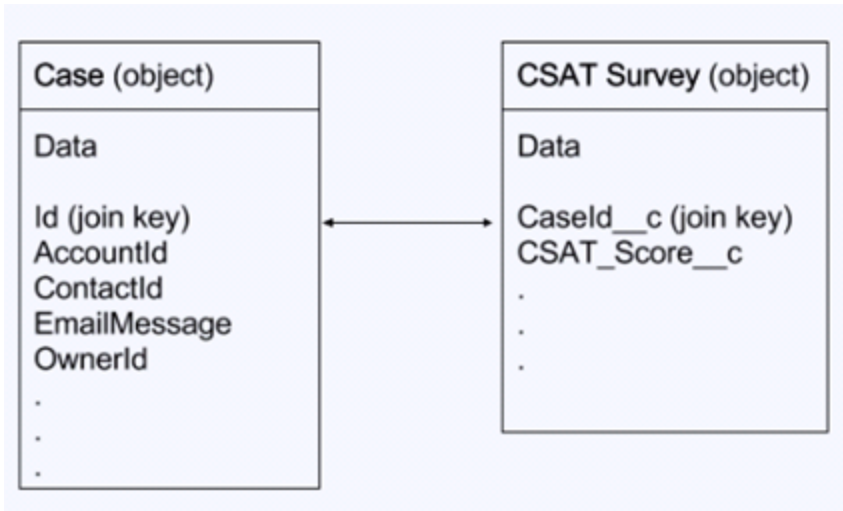 Case (object)
Data
Id (join key)
AccountId
ContactId
EmailMessage
OwnerId
.
.
.
CSAT Survey (object)
Data
CaseId__c (join key)
CSAT_Score__c
.
.
.